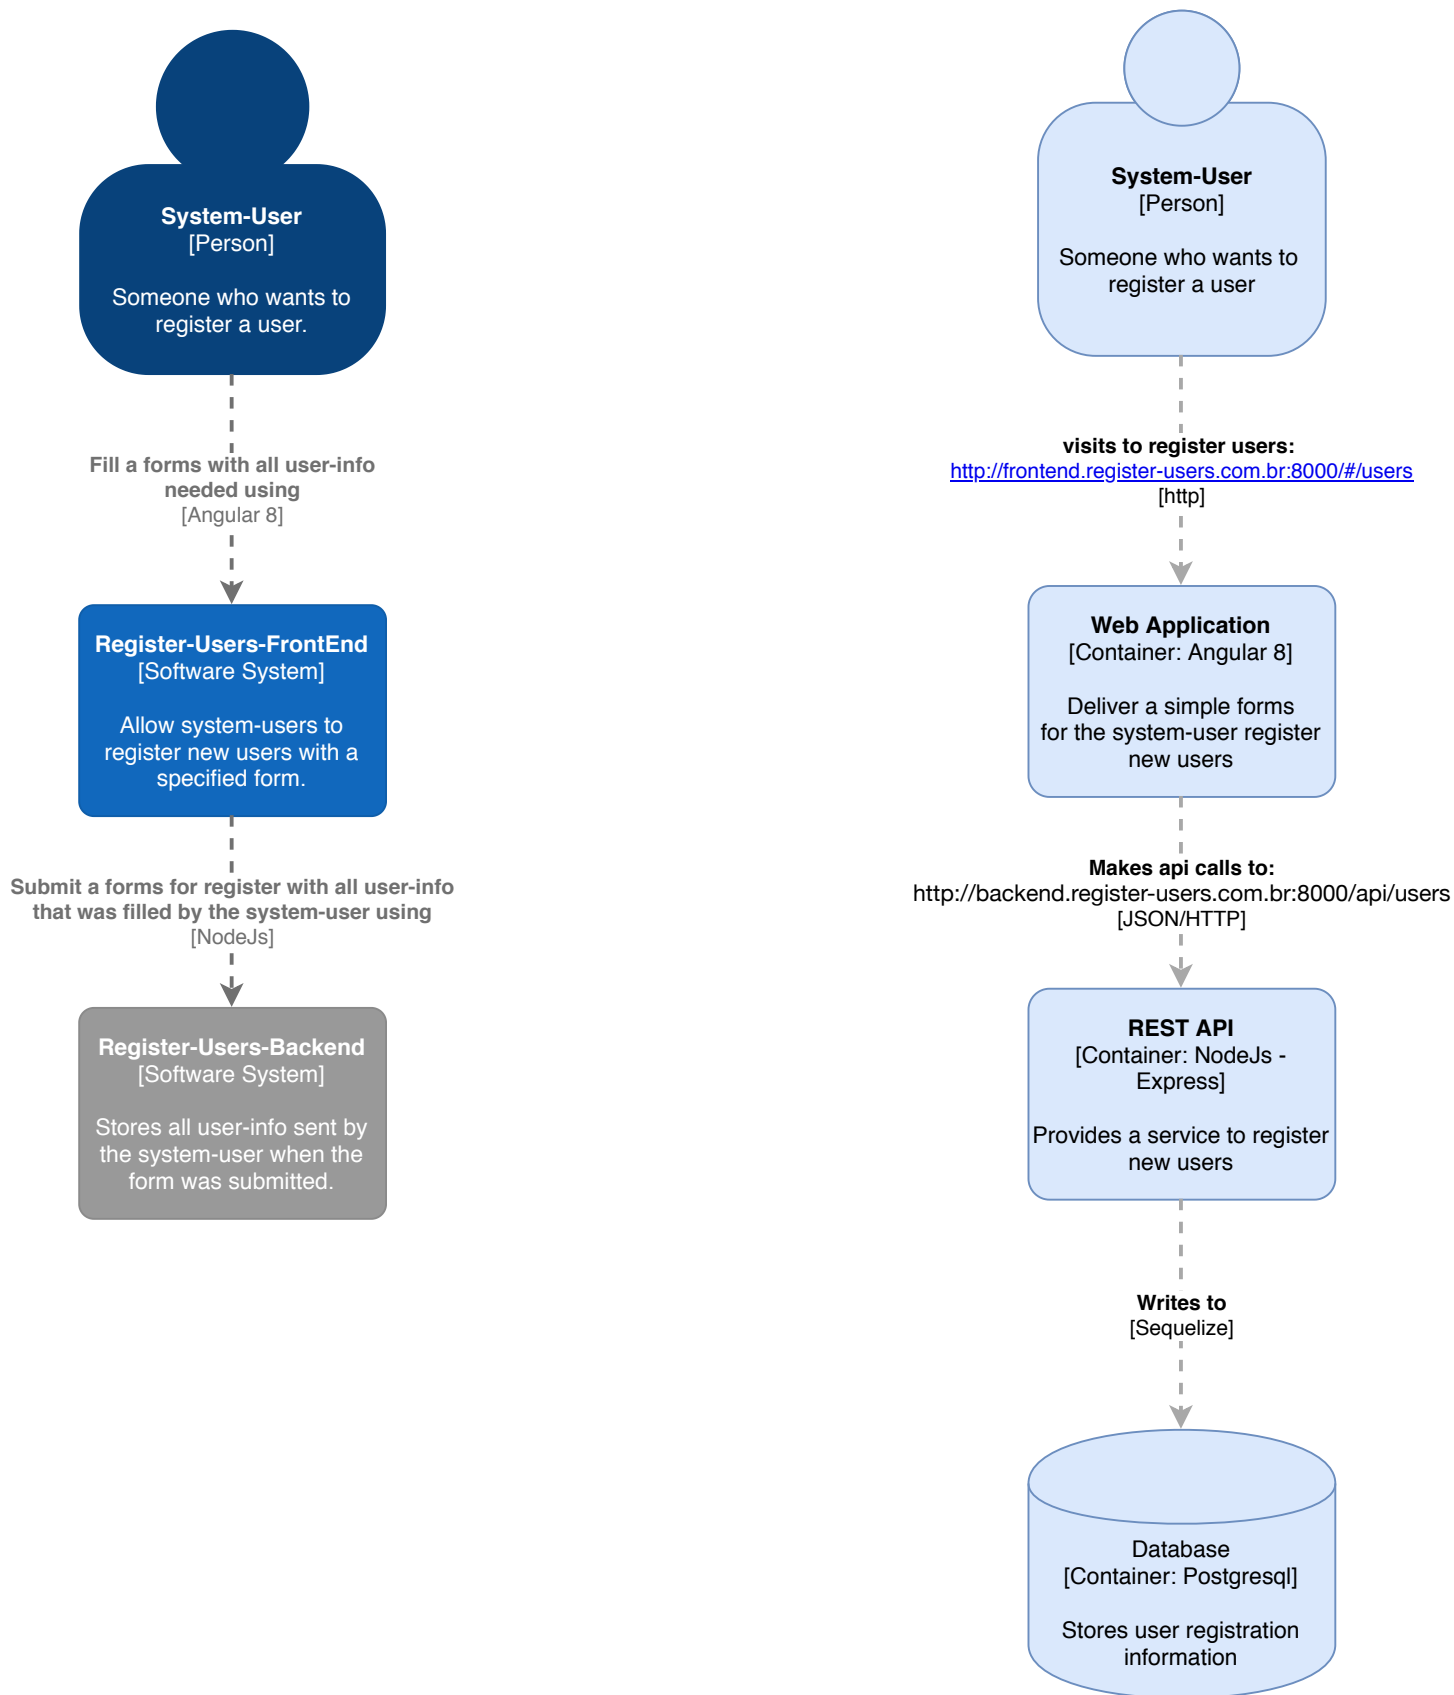 System-User
[Person]
Someone who wants to
register a user.
Fill a forms with all user-info
needed using
[Angular 8]
Register-Users-FrontEnd
[Software System]
Allow system-users to
register new users with a
specified form.
Submit a forms for register with all user-info
that was filled by the system-user using
[NodeJs]
Register-Users-Backend
[Software System]
Stores all user-info sent by
the system-user when the
form was submitted.
System-User
[Person]
Someone who wants to
register a user
visits to register users:
http://frontend.register-users.com.br:8000/#/users
[http]
Web Application
[Container: Angular 8]
Deliver a simple forms
for the system-user register
new users
Makes api calls to:
http://backend.register-users.com.br:8000/api/users
[JSON/HTTP]
REST API
[Container: NodeJs -
Express]
Provides a service to register
new users
Writes to
[Sequelize]
Database
[Container: Postgresql]
Stores user registration
information